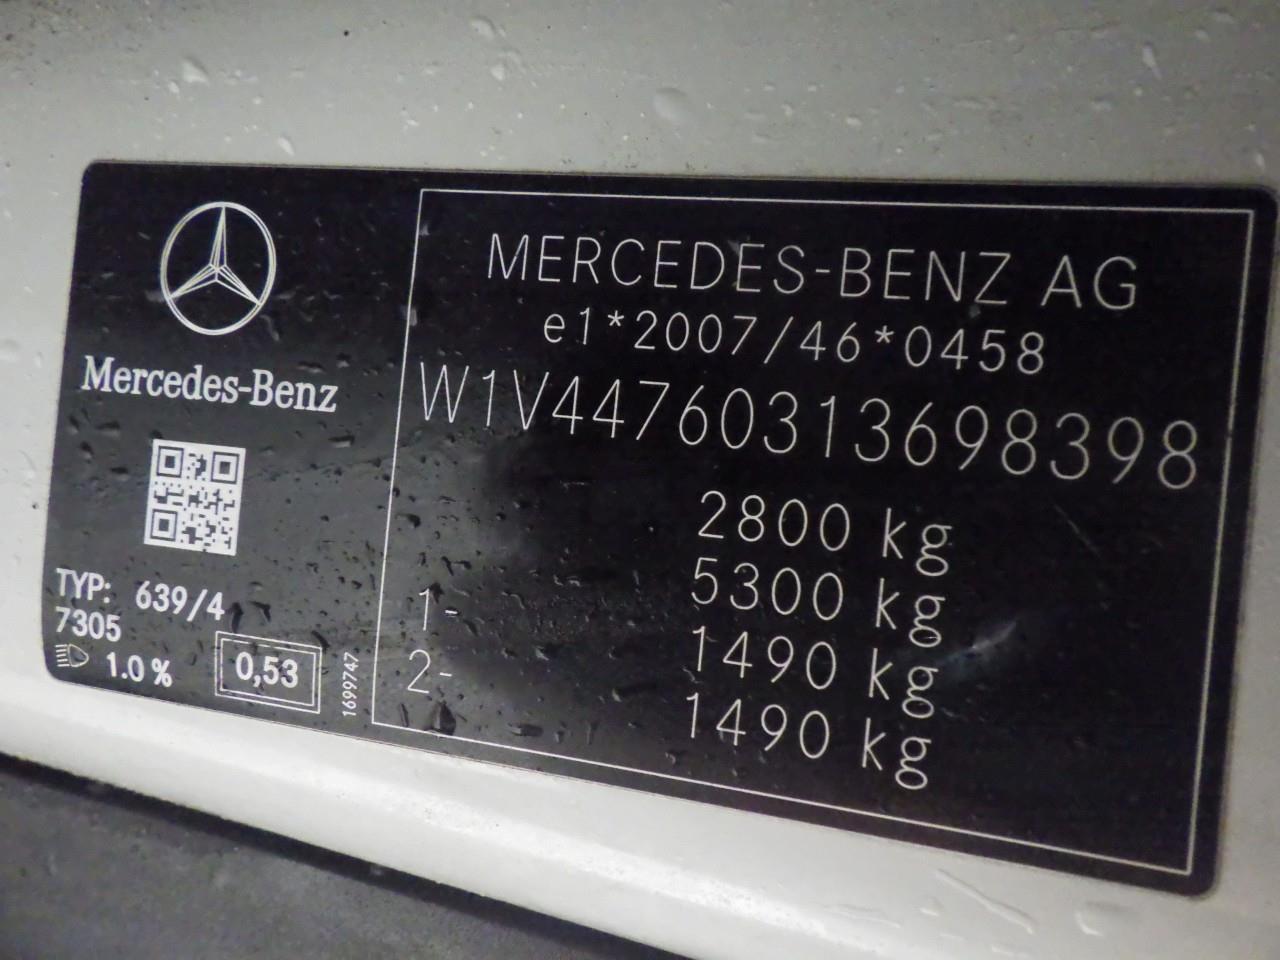 Mercedes-Benz
TYP: 639/4
7305
1.0 %
0,53
1699747
MERCEDES-BENZ AG
e1*2007/46*0458
W1V44760313698398
2800 kg
5300 kg
1- 1490 kg
2- 1490 kg